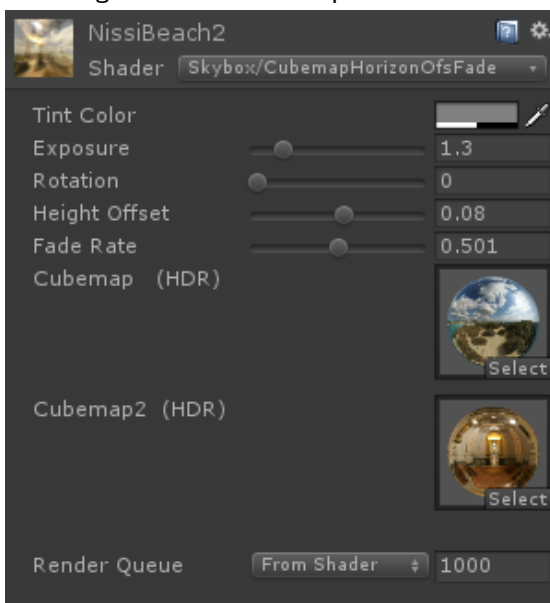 NissiBeach2
Shader Skybox/CubemapHorizonOfsFade
Tint Color
Exposure 1.3
Rotation 0
Height Offset 0.08
Fade Rate 0.501
Cubemap (HDR)
Select
Cubemap2 (HDR)
Select
Render Queue From Shader 1000